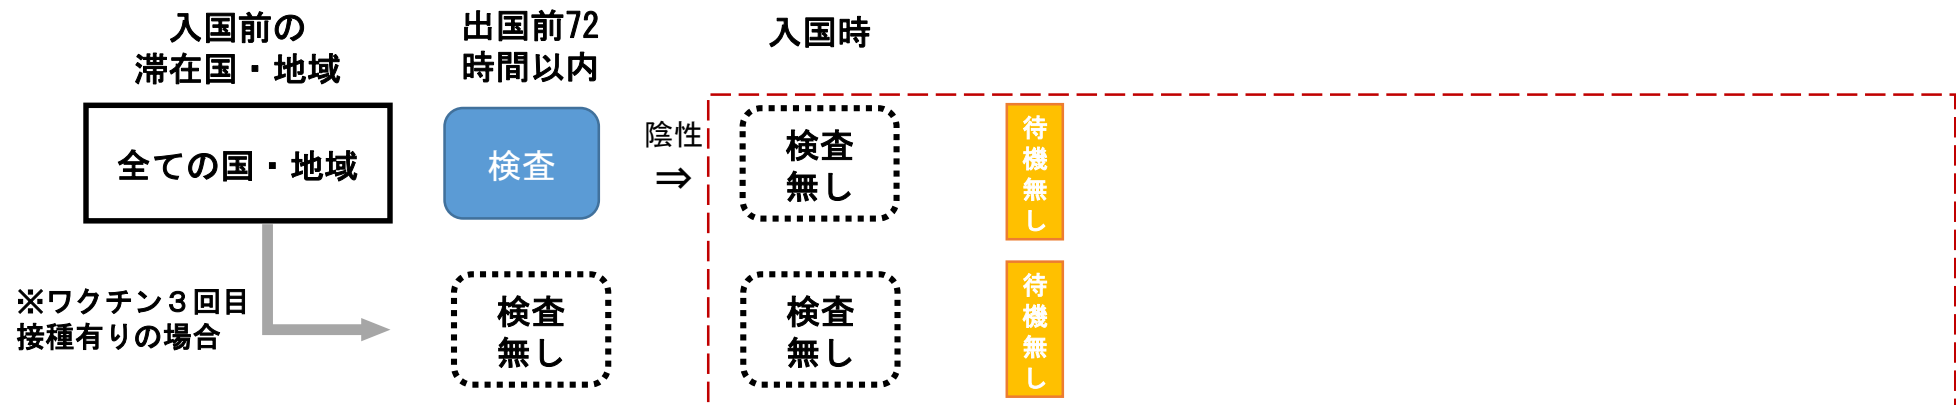 入国前の
滞在国・地域
出国前72
時間以内
入国時
全ての国・地域
検査
陰性
⇒
検査
無し
待
機
無
し
※ワクチン３回目
接種有りの場合
検査
無し
検査
無し
待
機
無
し